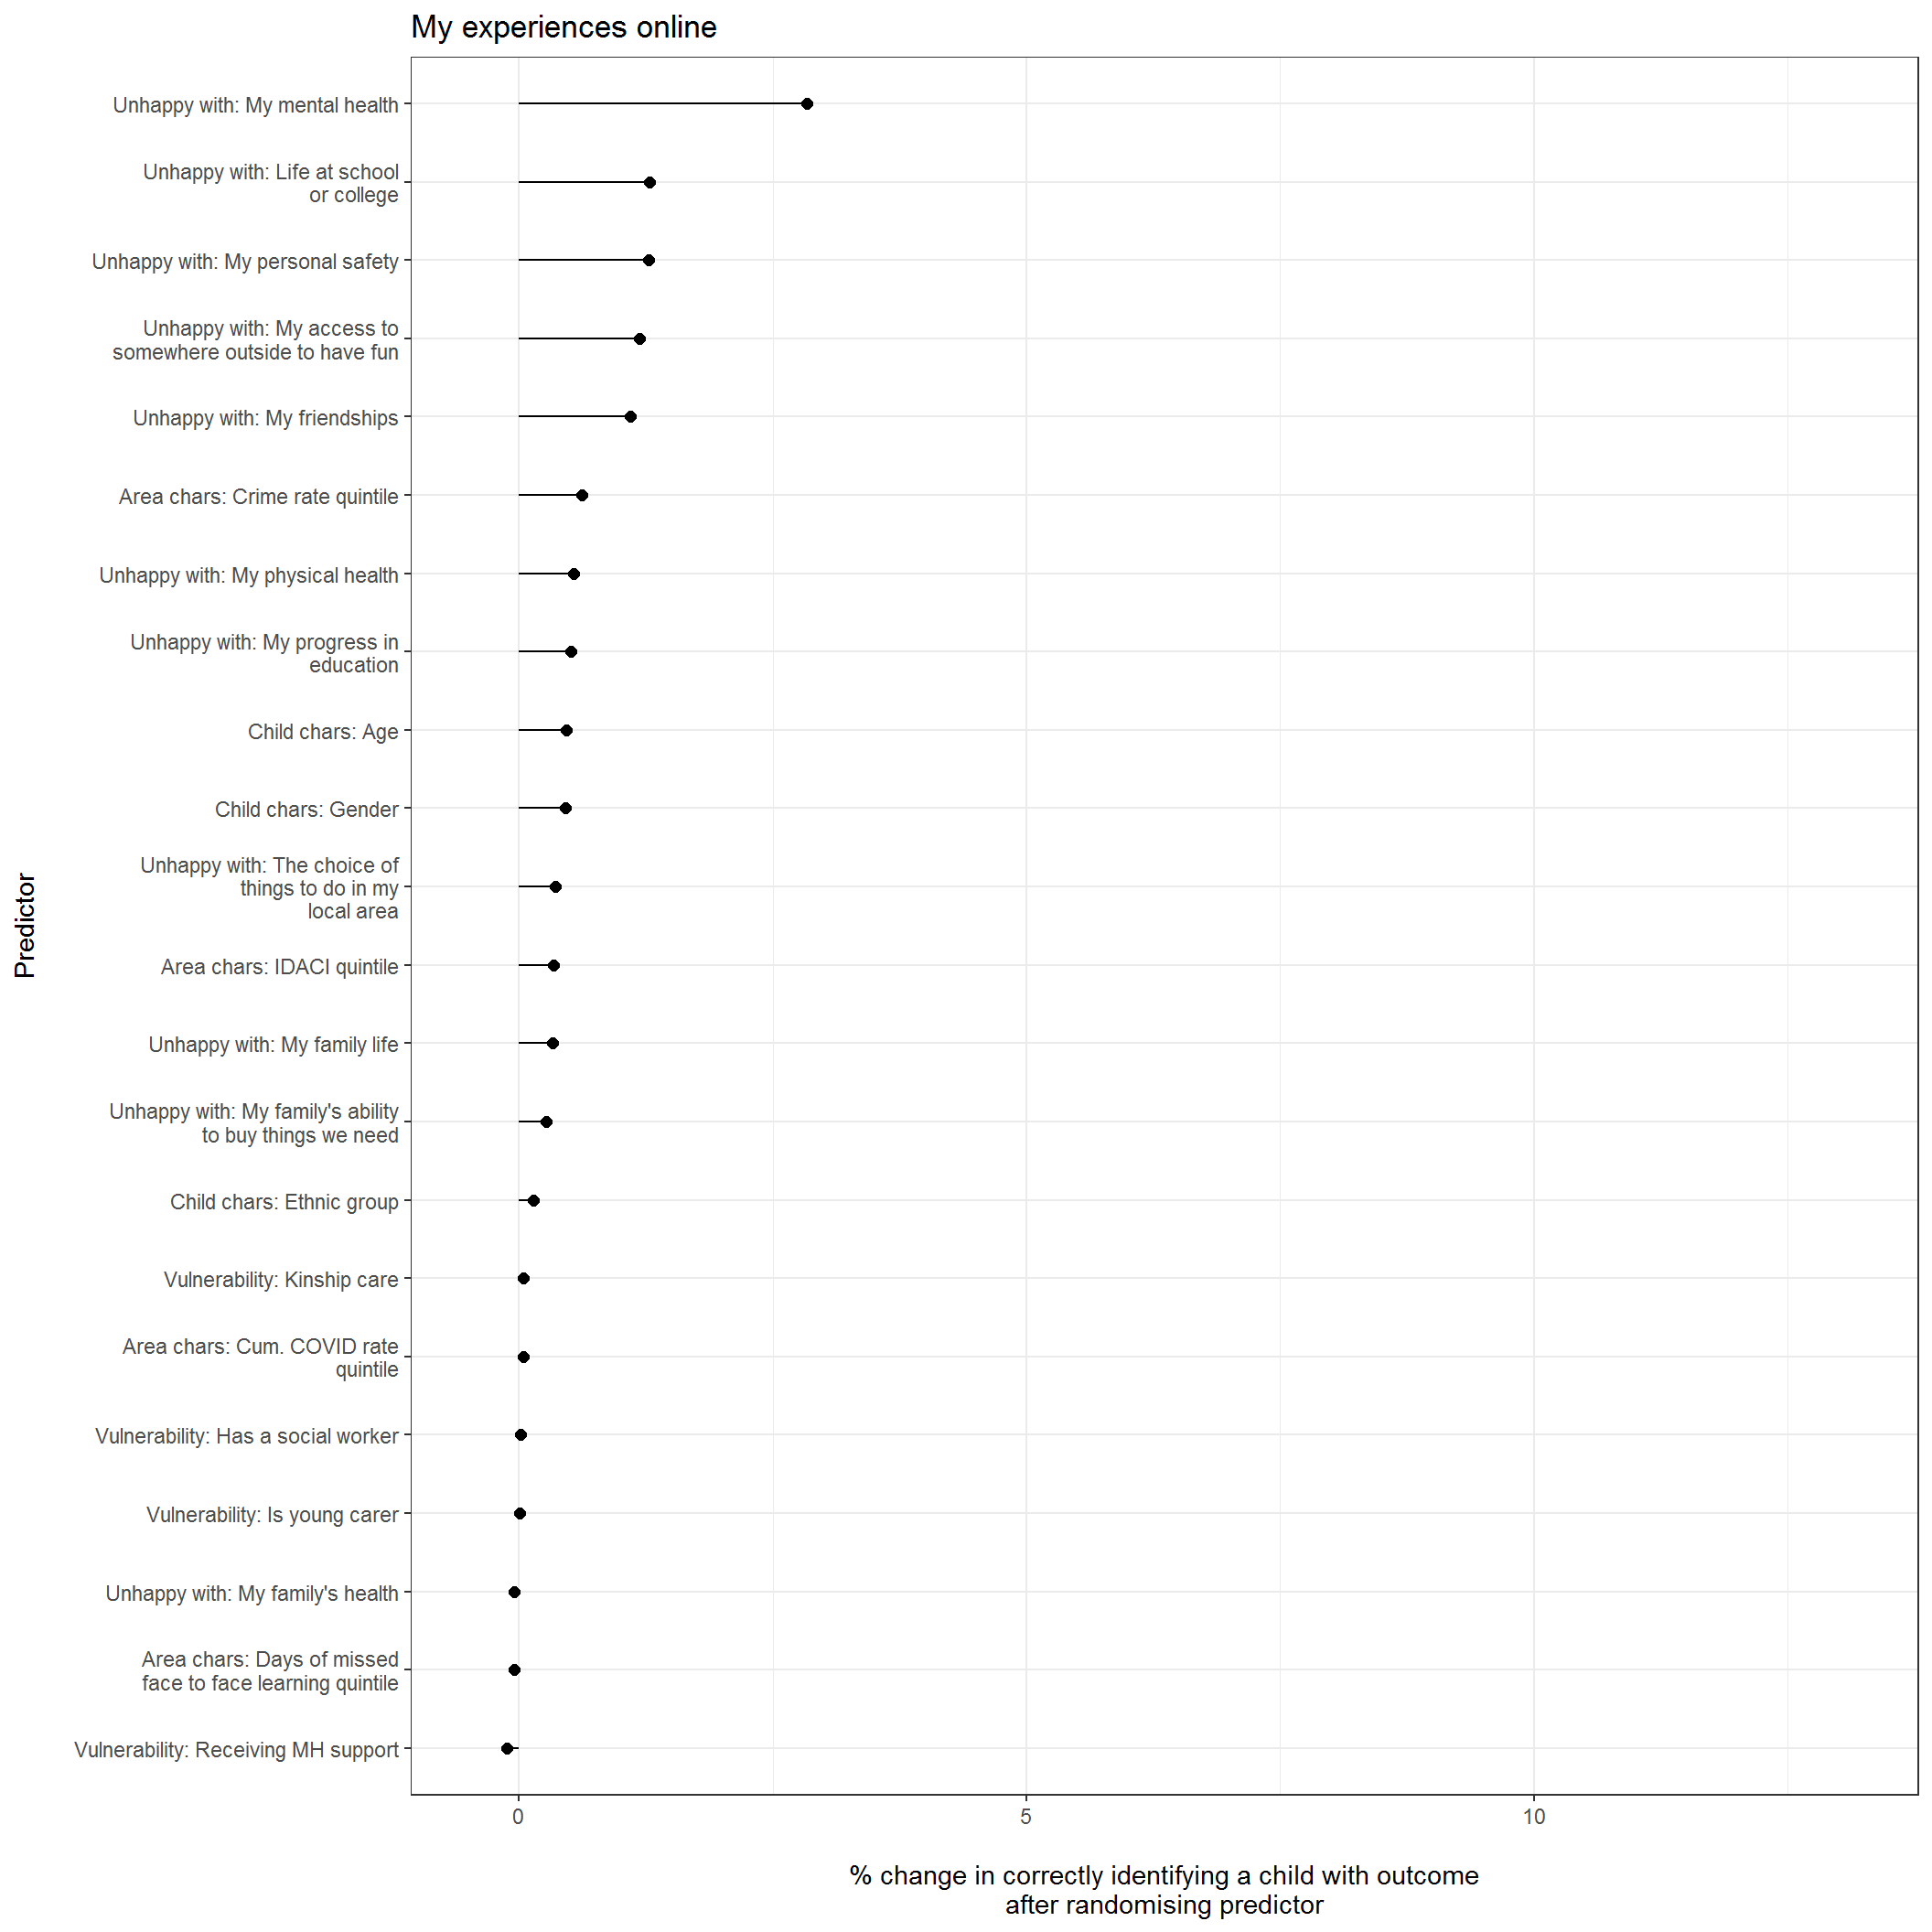 My experiences online
Unhappy with: My mental health
Unhappy with: Life at school
or college
Unhappy with: My personal safety
Unhappy with: My access to
somewhere outside to have fun
Unhappy with: My friendships
Area chars: Crime rate quintile
Unhappy with: My physical health
Unhappy with: My progress in
education
Child chars: Age
Child chars: Gender
Unhappy with: The choice of
things to do in my
local area
Area chars: IDACI quintile
Unhappy with: My family life
Unhappy with: My family's ability
to buy things we need
Child chars: Ethnic group
Vulnerability: Kinship care
Area chars: Cum. COVID rate
quintile
Vulnerability: Has a social worker
Vulnerability: Is young carer
Unhappy with: My family's health
Area chars: Days of missed
face to face learning quintile
Vulnerability: Receiving MH support
Predictor
0
5
10
% change in correctly identifying a child with outcome
after randomising predictor